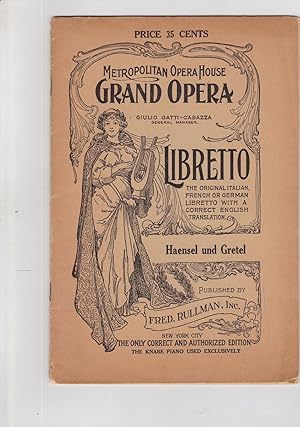 PRICE 35 CENTS
METROPOLITAN OPERA HOUSE
GRAND OPERA
GIULIO GATTI-CASAZZA
GENERAL MANAGER.
LIBRETTO
THE ORIGINAL ITALIAN,
FRENCH OR GERMAN
LIBRETTO WITH A
CORRECT ENGLISH
TRANSLATION.
Haensel und Gretel
PUBLISHED BY
FRED. RULLMAN, Inc.
NEW YORK CITY
THE ONLY CORRECT AND AUTHORIZED EDITION
THE KNABE PIANO USED EXCLUSIVELY